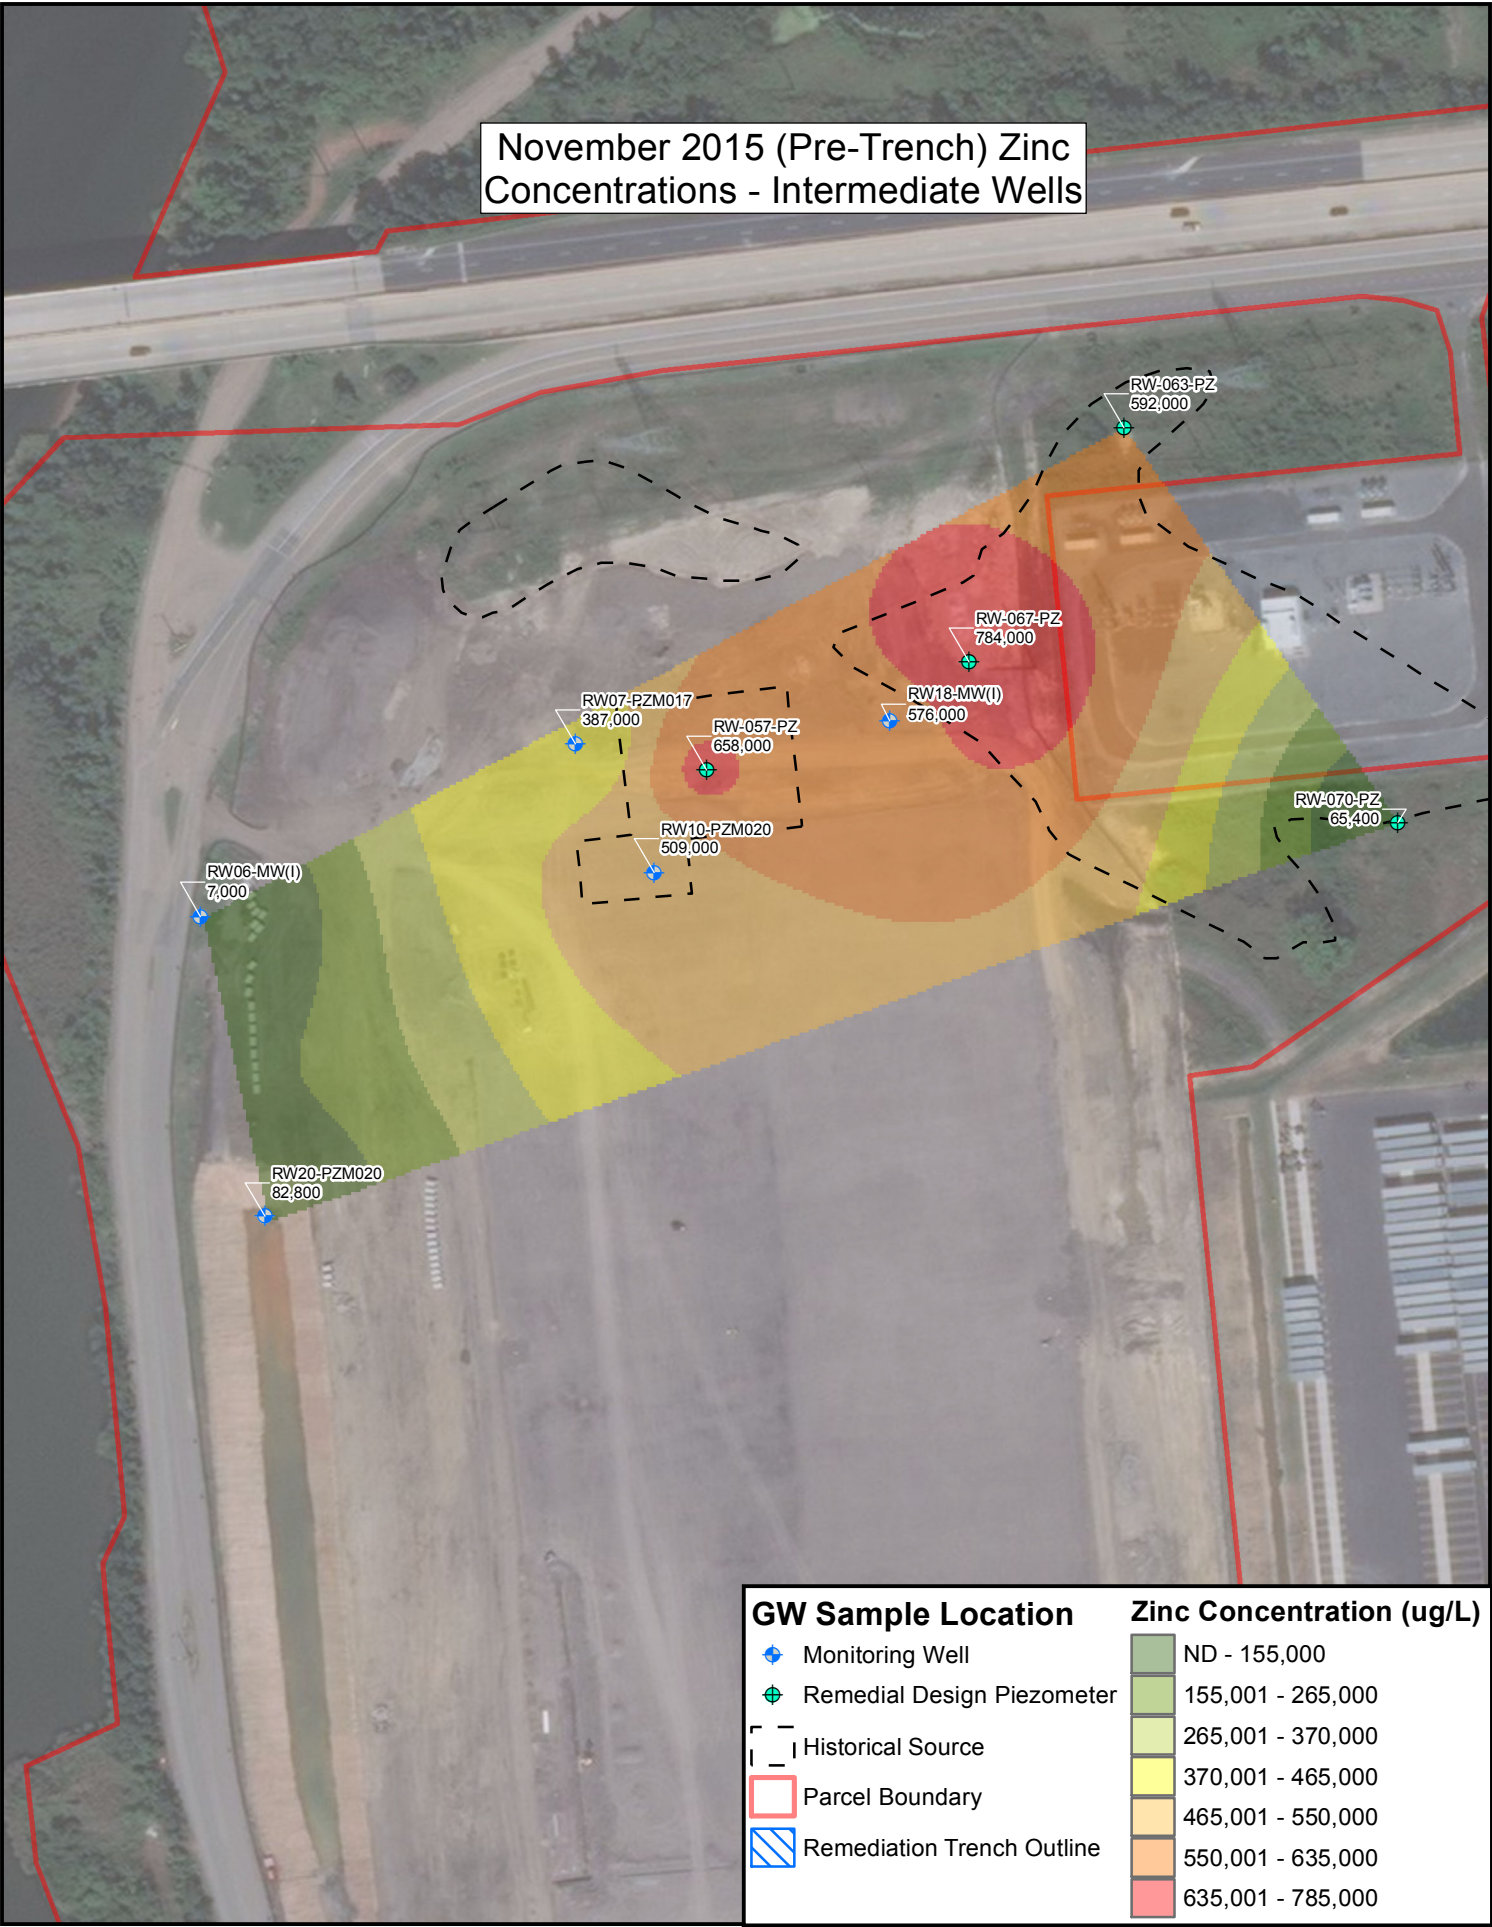 November 2015 (Pre-Trench) Zinc
Concentrations - Intermediate Wells
RW-063-PZ
592,000
RW-067-PZ
784,000
RW18-MW(I)
576,000
RW07-PZM017
387,000
RW-057-PZ
658,000
RW-070-PZ
65,400
RW10-PZM020
509,000
RW06-MW(I)
7,000
RW20-PZM020
82,800
GW Sample Location
Monitoring Well
Remedial Design Piezometer
Historical Source
Parcel Boundary
Remediation Trench Outline
Zinc Concentration (ug/L)
ND - 155,000
155,001 - 265,000
265,001 - 370,000
370,001 - 465,000
465,001 - 550,000
550,001 - 635,000
635,001 - 785,000